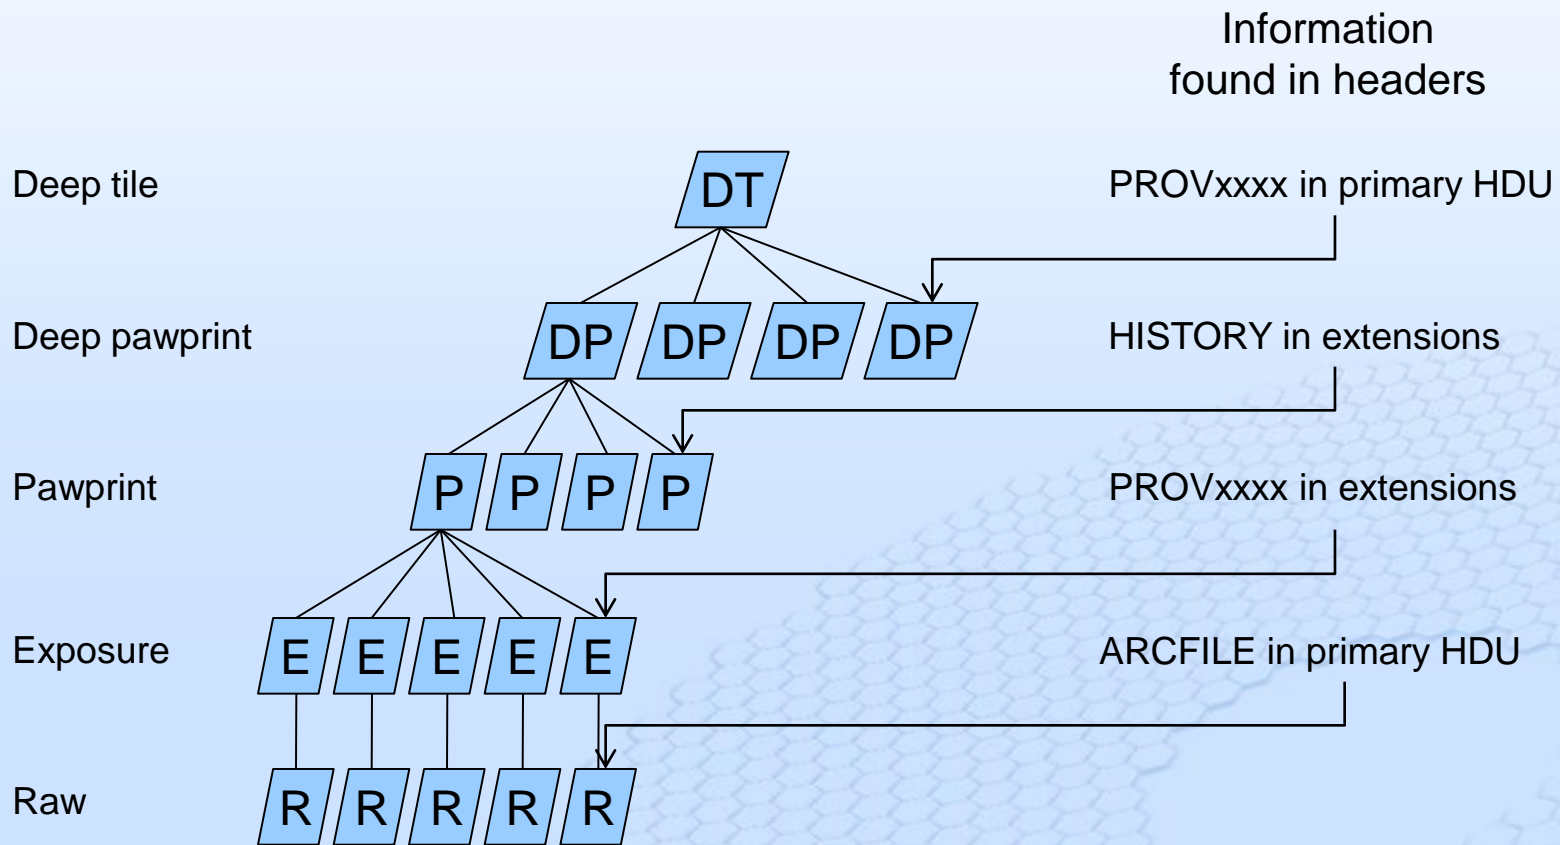 Information
found in headers
Deep tile DT PROVxxxx in primary HDU
Deep pawprint DP DP DP DP HISTORY in extensions
Pawprint P P P P PROVxxxx in extensions
Exposure E E E E E ARCFILE in primary HDU
Raw R R R R R